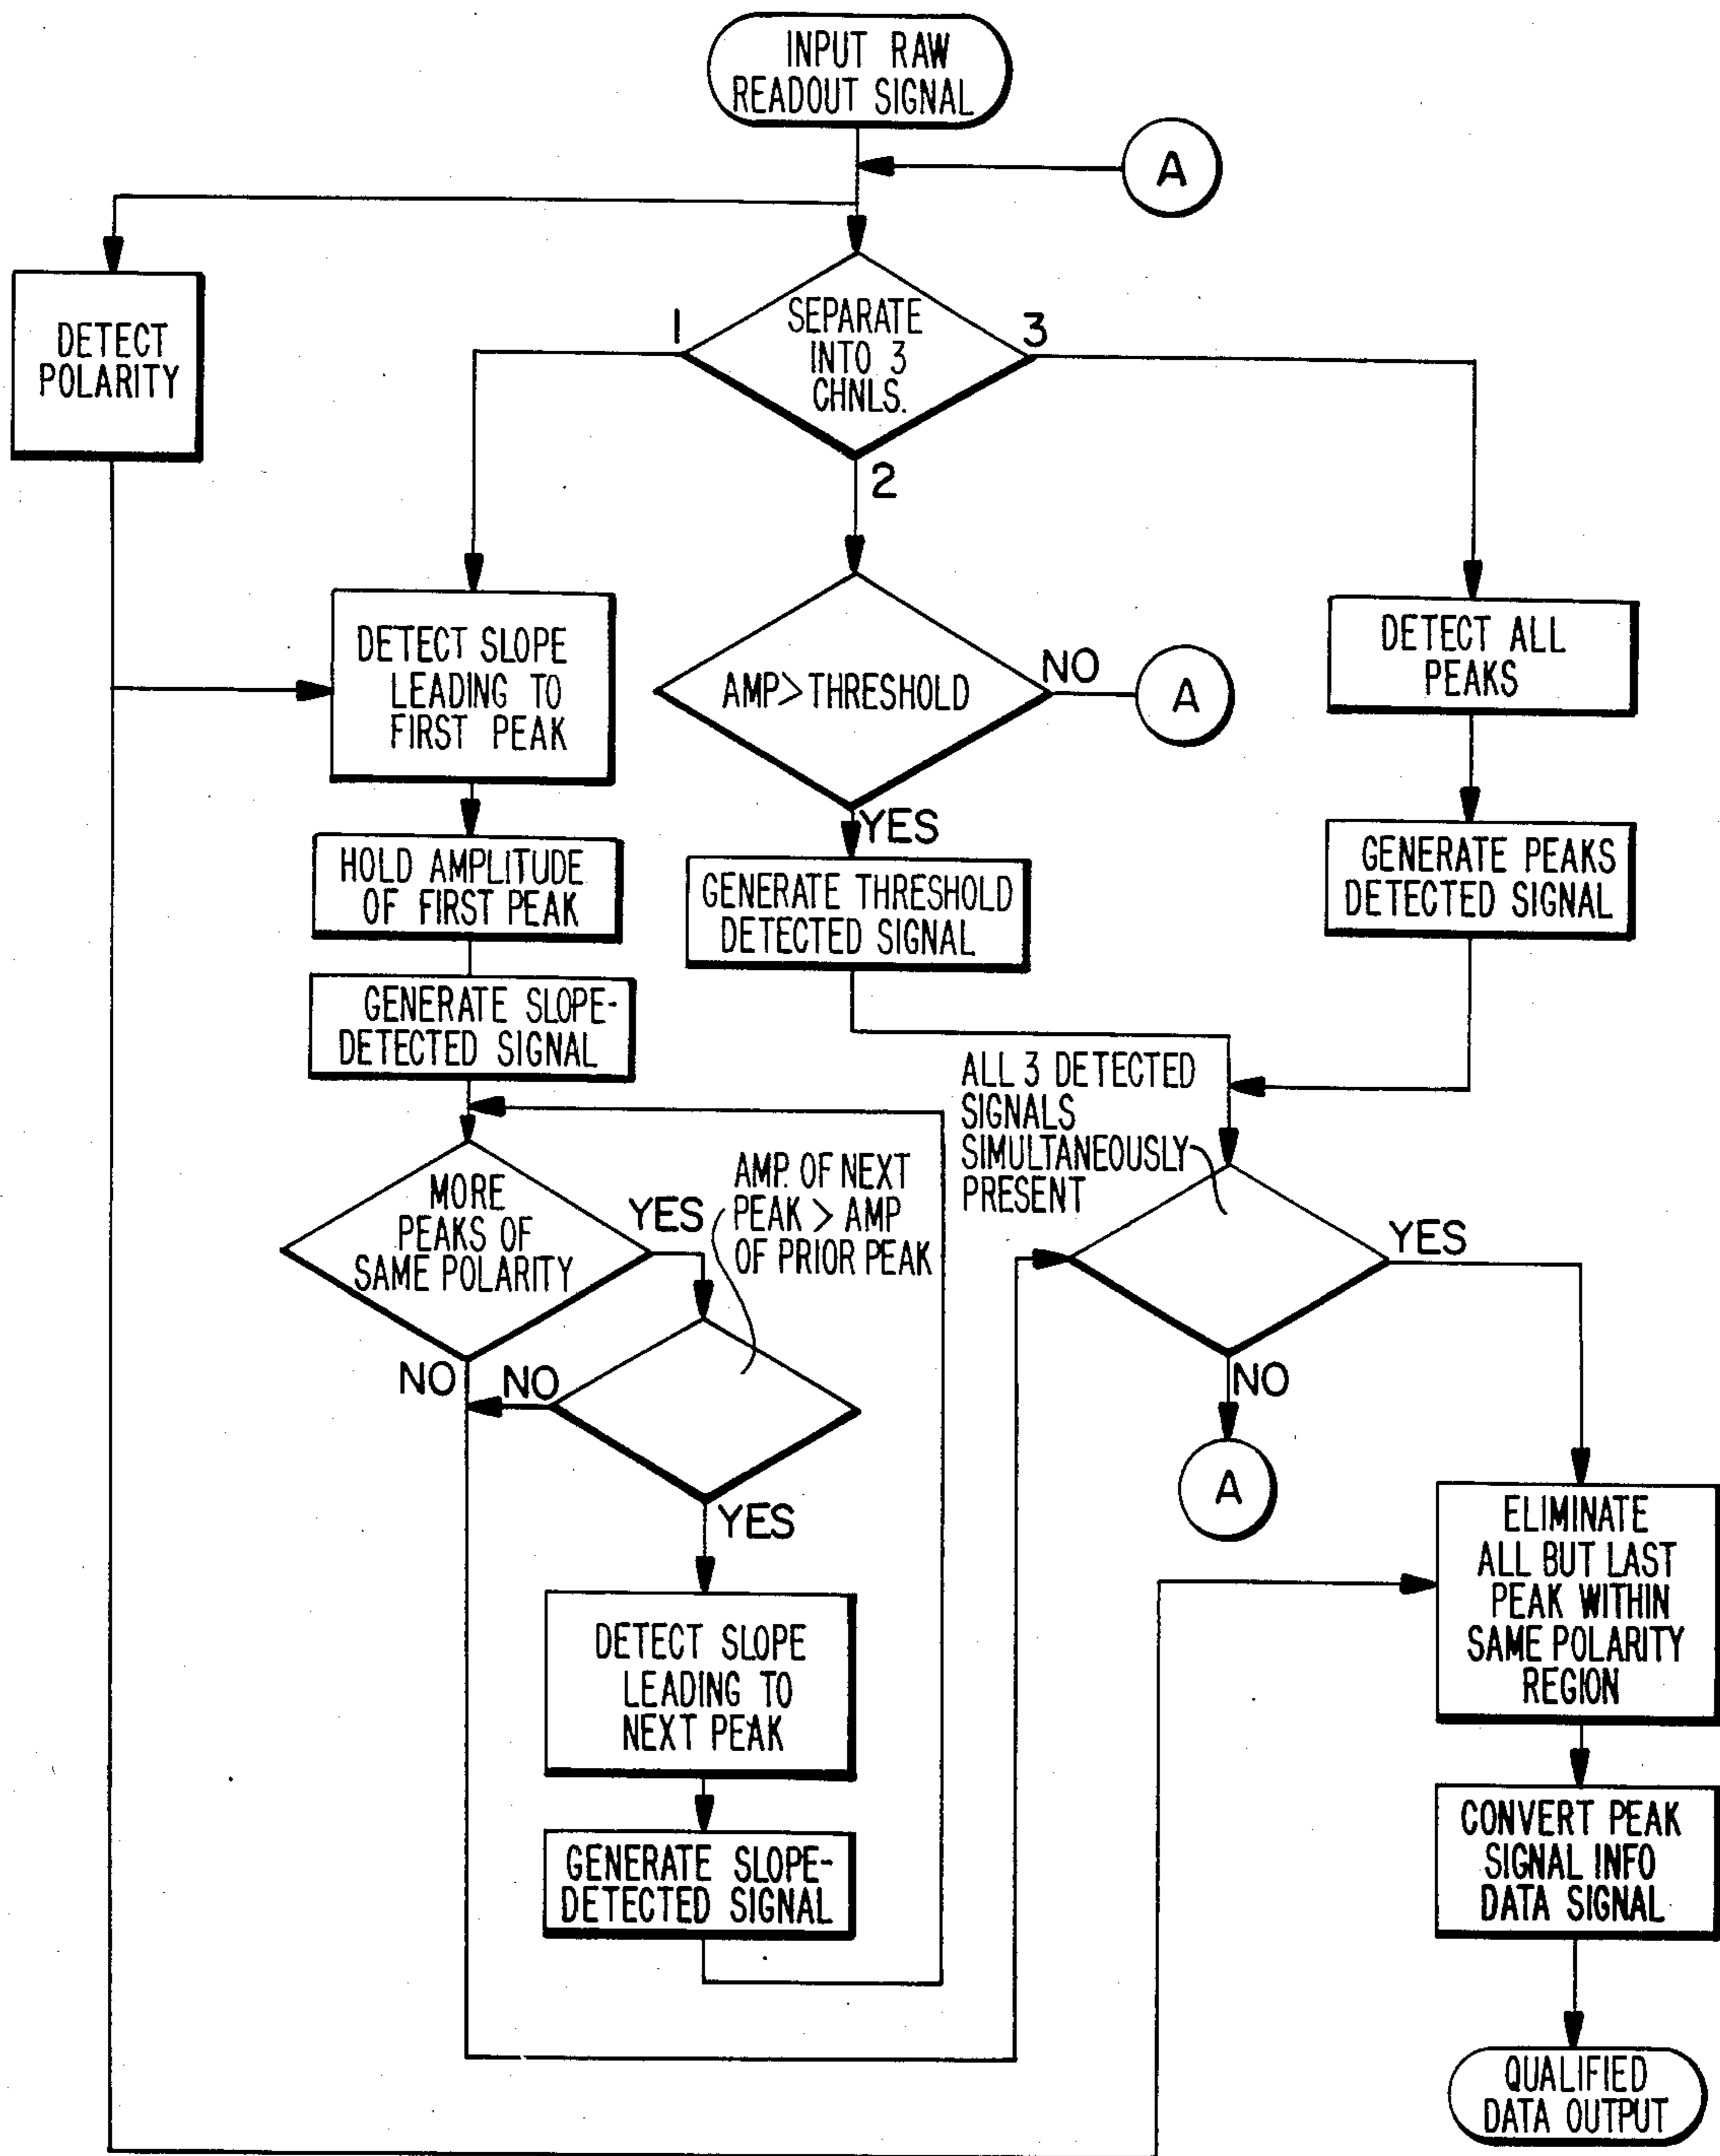 INPUT RAW
READOUT SIGNAL
A
DETECT
POLARITY
1
SEPARATE
INTO 3
CHNLS.
3
2
DETECT SLOPE
LEADING TO
FIRST PEAK
AMP>THRESHOLD
NO
A
YES
DETECT ALL
PEAKS
HOLD AMPLITUDE
OF FIRST PEAK
GENERATE THRESHOLD
DETECTED SIGNAL
GENERATE PEAKS
DETECTED SIGNAL
GENERATE SLOPE-
DETECTED SIGNAL
ALL 3 DETECTED
SIGNALS
SIMULTANEOUSLY
PRESENT
MORE
PEAKS OF
SAME POLARITY
YES
NO
AMP. OF NEXT
PEAK > AMP
OF PRIOR PEAK
NO
YES
YES
NO
A
DETECT SLOPE
LEADING TO
NEXT PEAK
GENERATE SLOPE-
DETECTED SIGNAL
ELIMINATE
ALL BUT LAST
PEAK WITHIN
SAME POLARITY
REGION
CONVERT PEAK
SIGNAL INFO
DATA SIGNAL
QUALIFIED
DATA OUTPUT